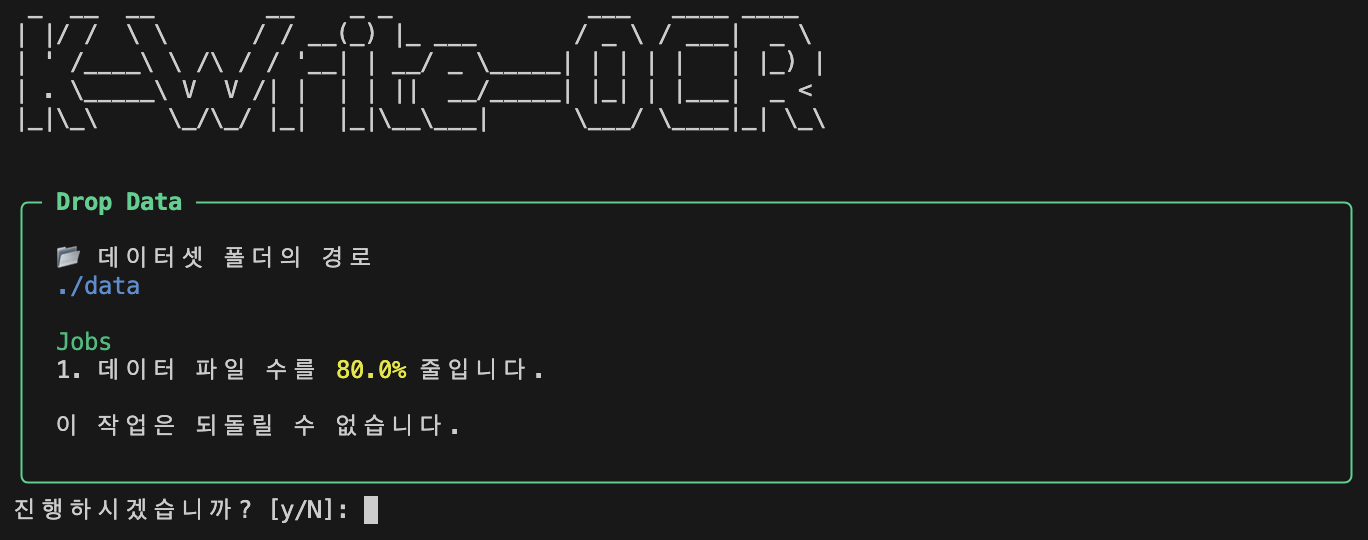 K-Write-OCR
Drop Data
데이터셋 폴더의 경로
./data
Jobs
1. 데이터 파일 수를 80.0% 줄입니다.
이 작업은 되돌릴 수 없습니다.
진행하시겠습니까? [y/N]: